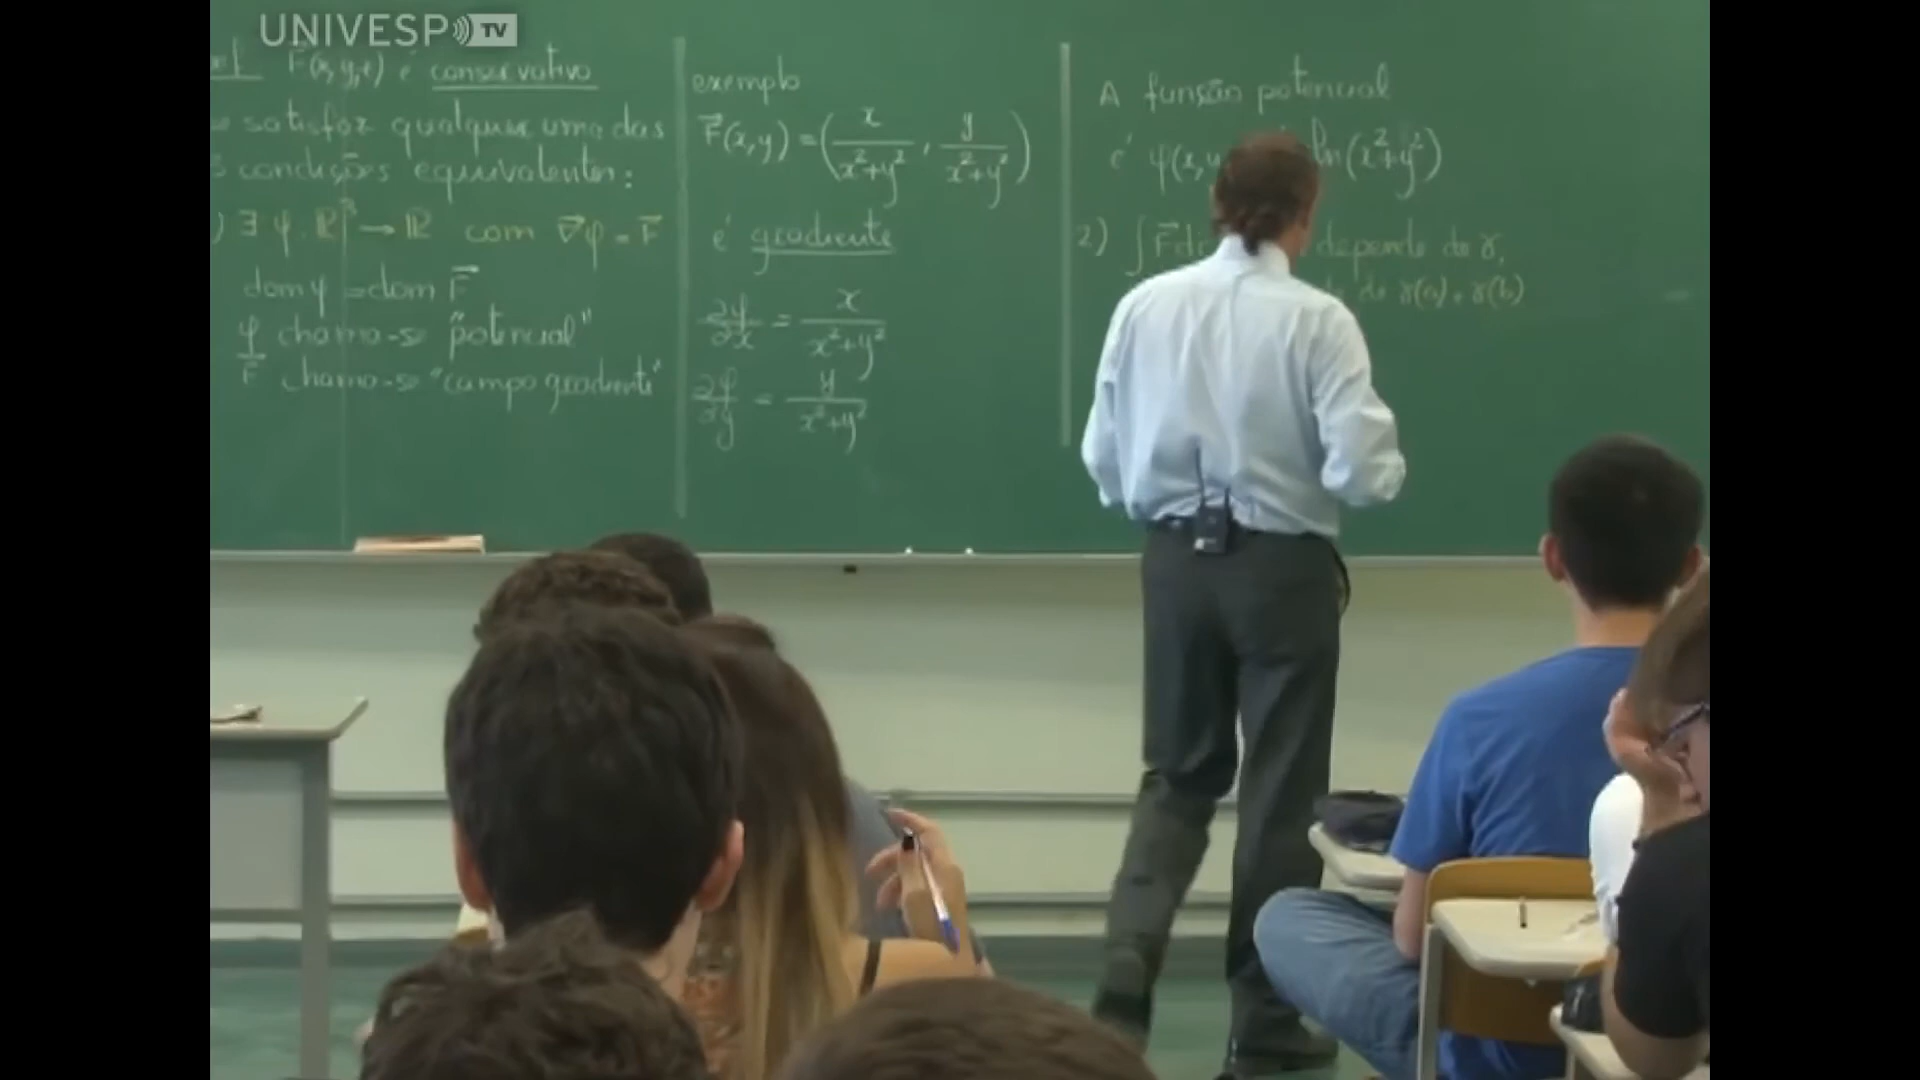 UNIVESP TV
F(x,y,z) é conservativo
satisfaz qualquer uma das
3 condições equivalentes:
) ∃ φ: ℝ³ → ℝ com ∇φ = F
dom φ = dom F
φ chama-se "potencial"
F chama-se "campo gradiente"
exemplo
F(x,y) = (x/(x²+y²), y/(x²+y²))
é gradiente
∂φ/∂x = x/(x²+y²)
∂φ/∂y = y/(x²+y²)
A função potencial
é φ(x,y ln(x²+y²)
2) ∫ F d depende de γ,
de γ(a) e γ(b)